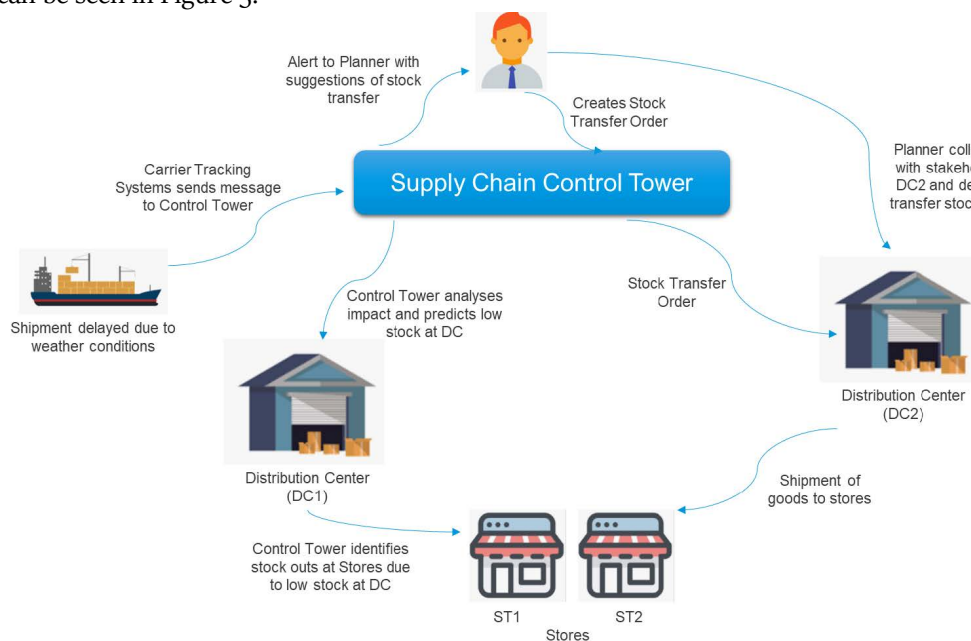 can be seen in Figure 3.
Alert to Planner with
suggestions of stock
transfer
Creates Stock
Transfer Order
Planner coll
with stakeh
DC2 and de
transfer stoc
Carrier Tracking
Systems sends message
to Control Tower
Supply Chain Control Tower
Shipment delayed due to
weather conditions
Control Tower analyses
impact and predicts low
stock at DC
Stock Transfer
Order
Distribution Center
(DC1)
Distribution Center
(DC2)
Shipment of
goods to stores
Control Tower identifies
stock outs at Stores due
to low stock at DC
ST1
ST2
Stores